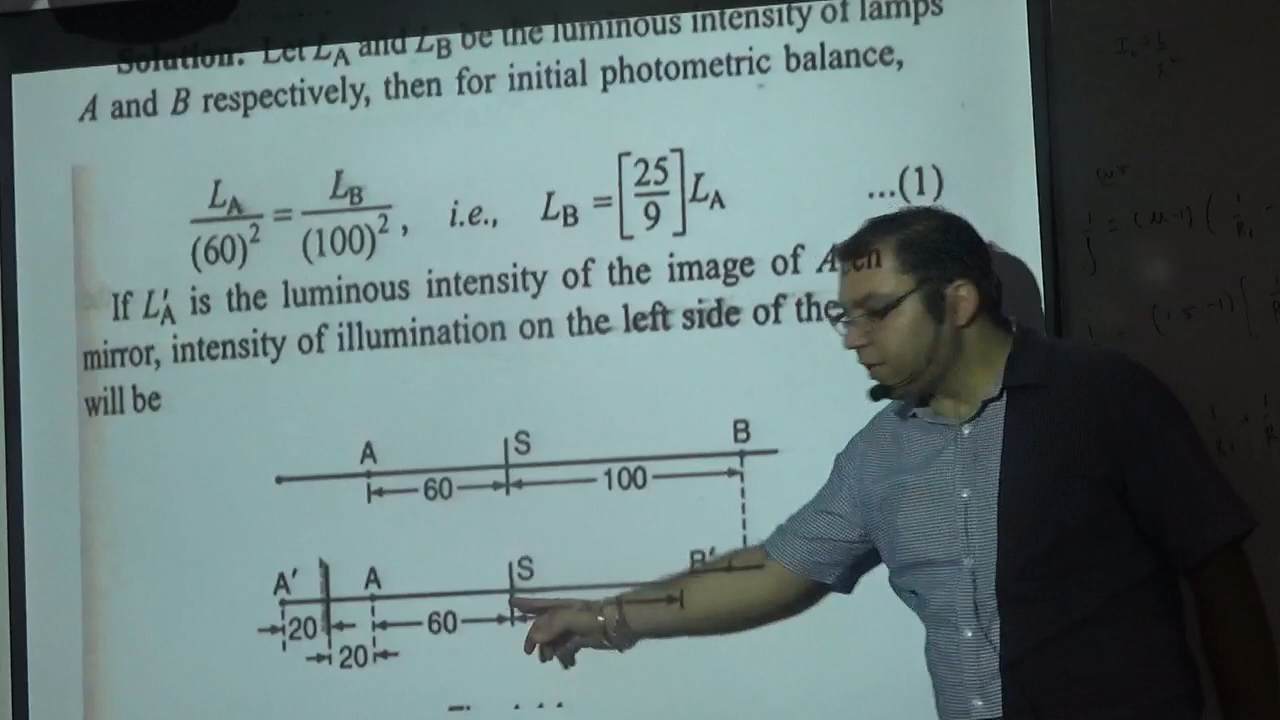 Solution. Let L_A and L_B be the luminous intensity of lamps
A and B respectively, then for initial photometric balance,
L_A/(60)² = L_B/(100)², i.e., L_B = [25/9] L_A ...(1)
If L'_A is the luminous intensity of the image of A
mirror, intensity of illumination on the left side of the
will be
A S B
60 100
A' A S B'
20 60
20